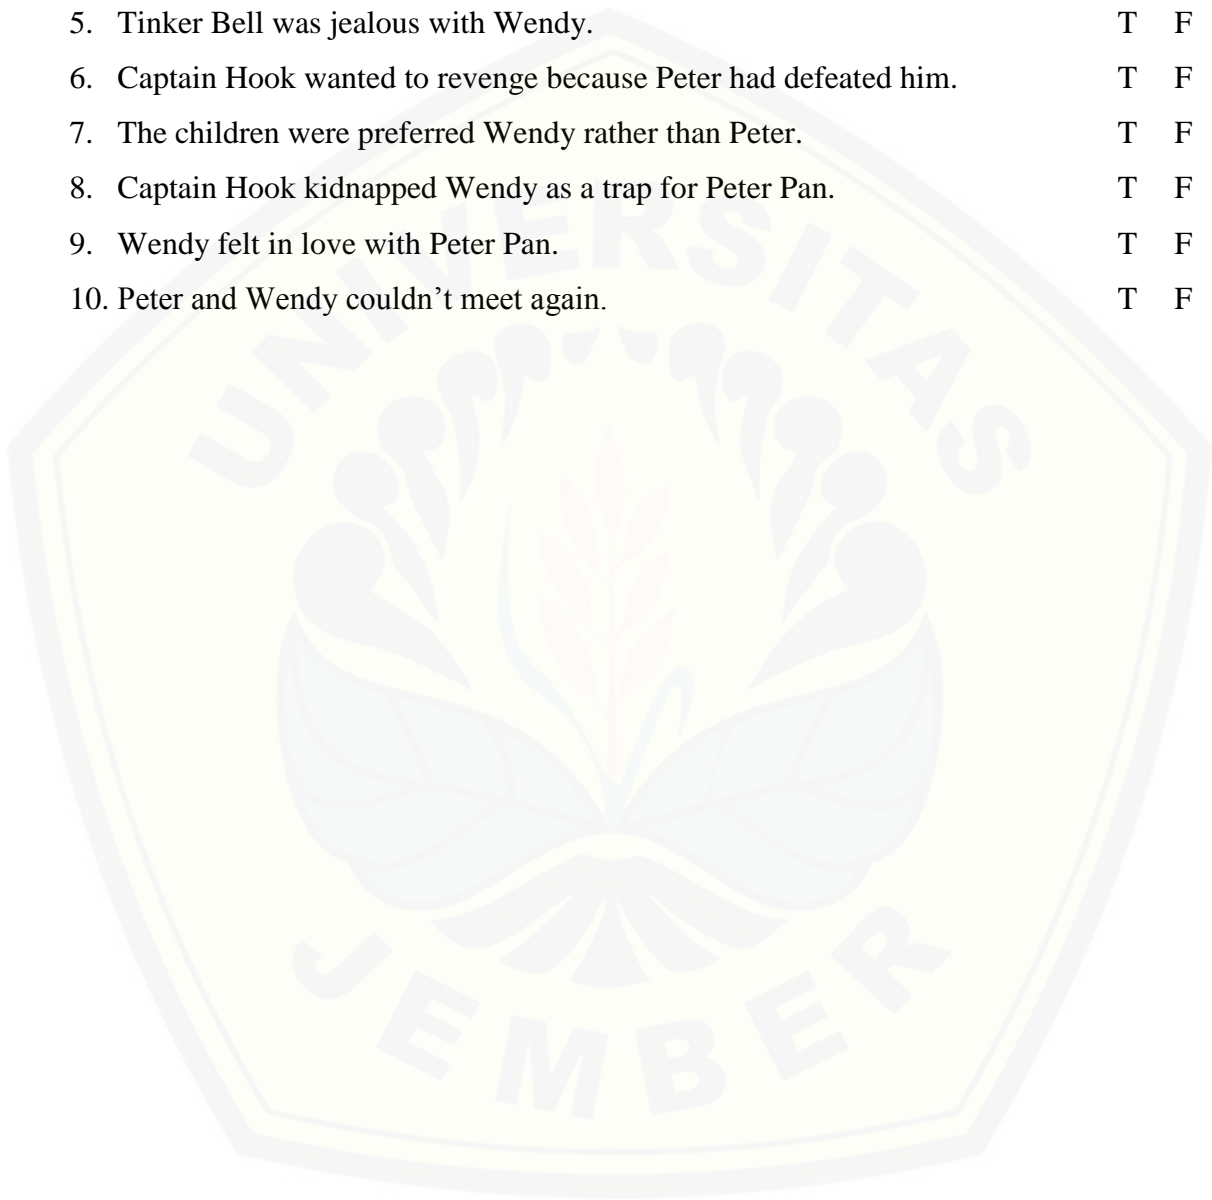 5. Tinker Bell was jealous with Wendy. T F
6. Captain Hook wanted to revenge because Peter had defeated him. T F
7. The children were preferred Wendy rather than Peter. T F
8. Captain Hook kidnapped Wendy as a trap for Peter Pan. T F
9. Wendy felt in love with Peter Pan. T F
10. Peter and Wendy couldn’t meet again. T F
UNIVERSITAS
JEMBER